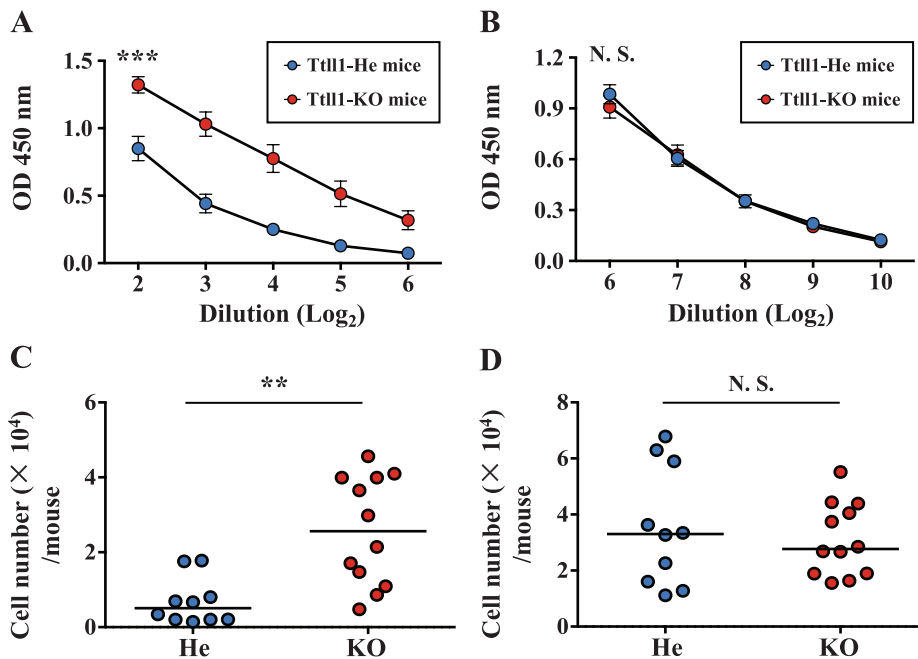 A
***
Ttll1-He mice
Ttll1-KO mice
OD 450 nm
1.5
1.0
0.5
0.0
2 3 4 5 6
Dilution (Log2)
B
N. S.
Ttll1-He mice
Ttll1-KO mice
OD 450 nm
1.2
0.9
0.6
0.3
0.0
6 7 8 9 10
Dilution (Log2)
C
**
Cell number (× 10⁴)
/mouse
6
4
2
0
He KO
D
N. S.
Cell number (× 10⁴)
/mouse
8
6
4
2
0
He KO